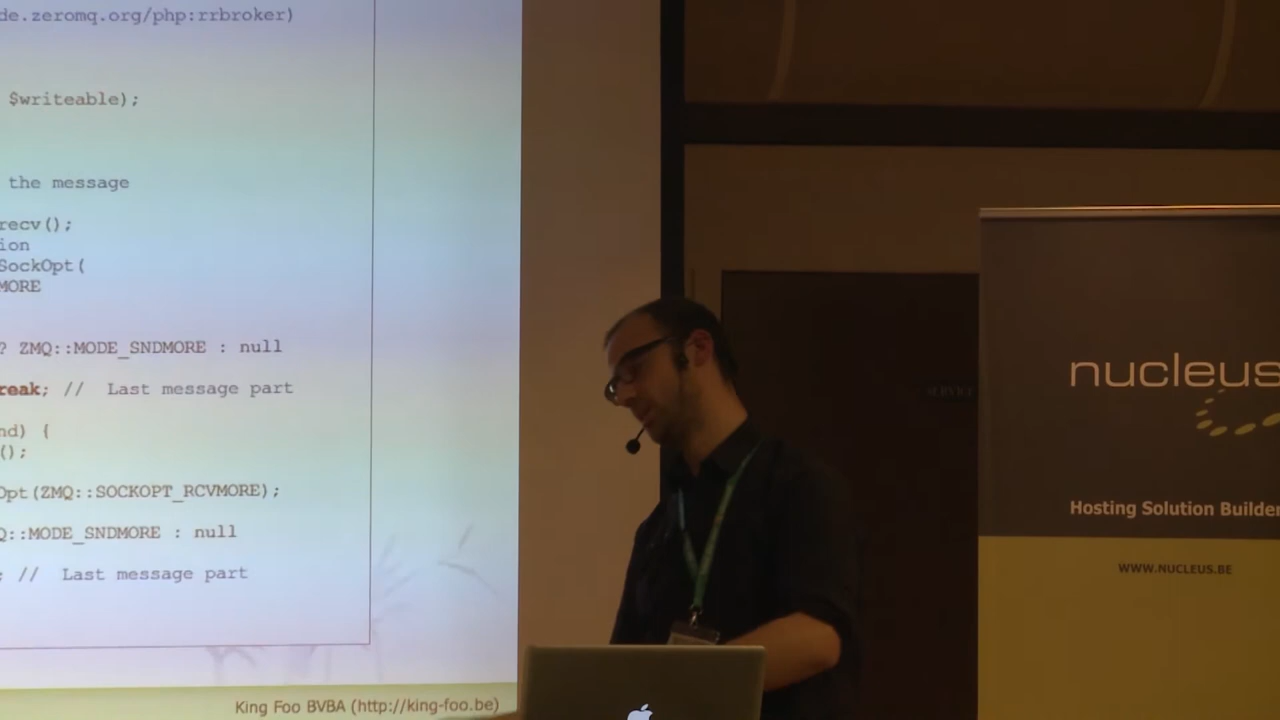 de.zeromq.org/php:rrbroker)
$writeable);
the message
recv();
ion
SockOpt(
MORE
? ZMQ::MODE_SNDMORE : null
reak; // Last message part
nd) {
();
Opt(ZMQ::SOCKOPT_RCVMORE);
Q::MODE_SNDMORE : null
; // Last message part
King Foo BVBA (http://king-foo.be)
SERVICE
nucleus
Hosting Solution Builder
WWW.NUCLEUS.BE